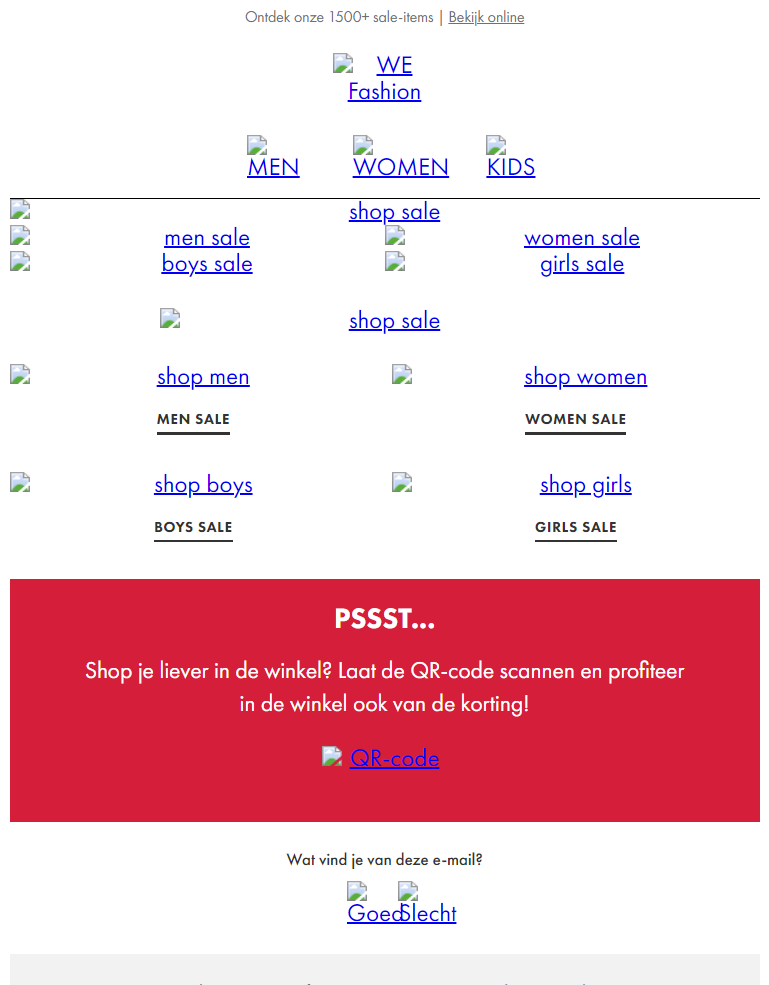 Ontdek onze 1500+ sale-items | Bekijk online
WE
Fashion
MEN WOMEN KIDS
shop sale
men sale women sale
boys sale girls sale
shop sale
shop men shop women
MEN SALE WOMEN SALE
shop boys shop girls
BOYS SALE GIRLS SALE
PSSST...
Shop je liever in de winkel? Laat de QR-code scannen en profiteer
in de winkel ook van de korting!
QR-code
Wat vind je van deze e-mail?
Goed Slecht